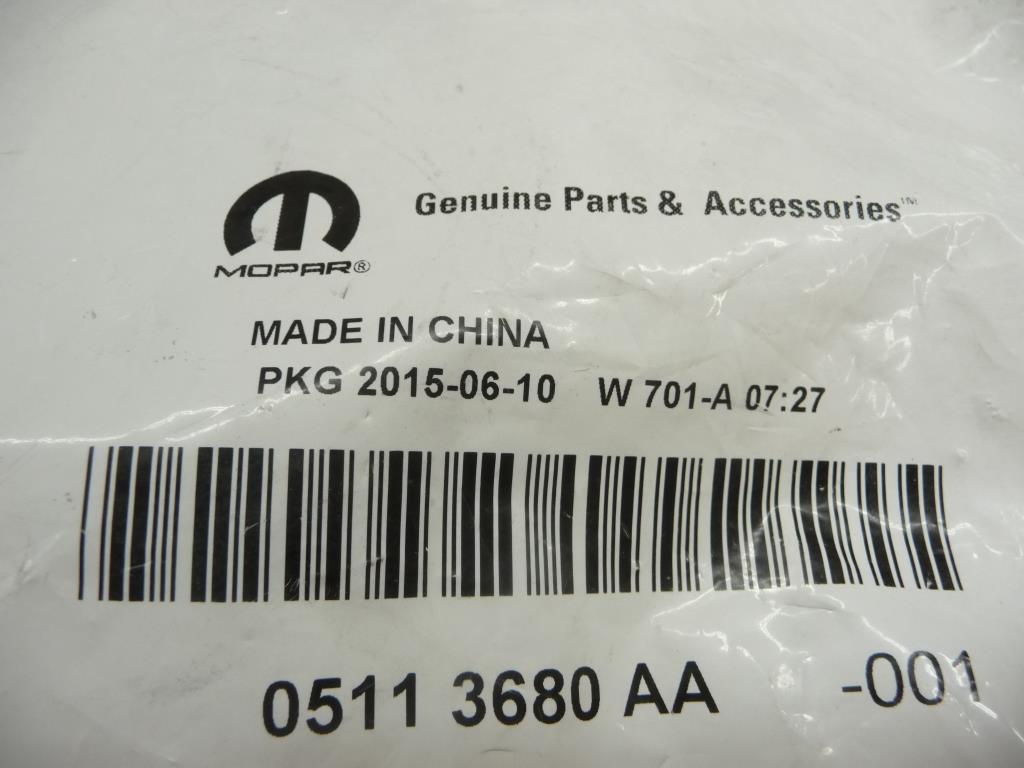 MOPAR®
Genuine Parts & Accessories™
MADE IN CHINA
PKG 2015-06-10 W 701-A 07:27
0511 3680 AA -001